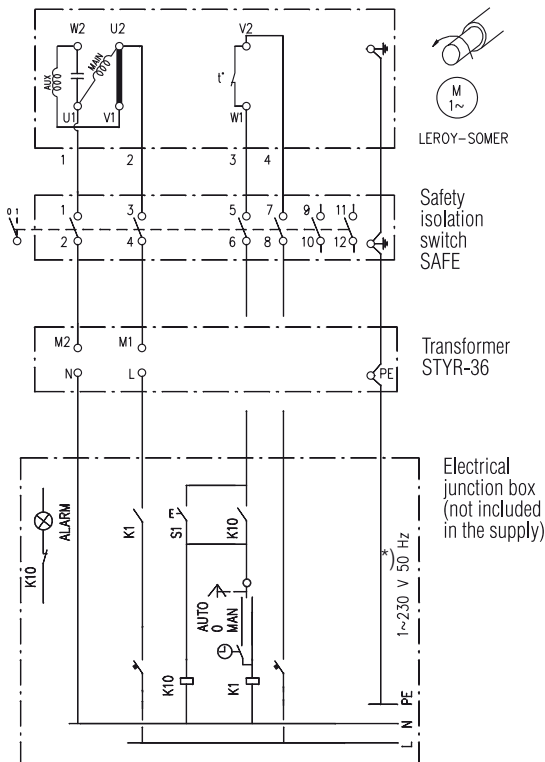 W2 U2 V2
AUX
MAIN
t°
U1 V1 W1
M
1~
LEROY-SOMER
1 2 3 4
0 1
1 3 5 7 9 11
2 4 6 8 10 12
Safety
isolation
switch
SAFE
M2 M1
N L PE
Transformer
STYR-36
Electrical
junction box
(not included
in the supply)
ALARM
K10
K1
E
S1
K10
AUTO
0
MAN
K10
K1
*)
1~230 V 50 Hz
PE
N
L